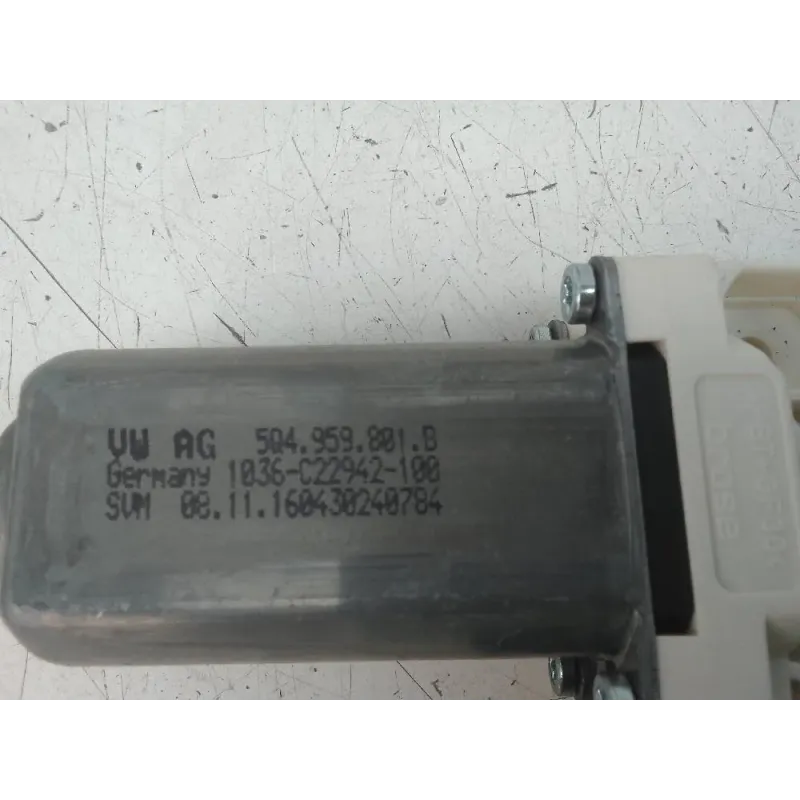 VW AG 5Q4.959.801.B
Germany 1036-C22942-100
SVM 08.11.160430240784